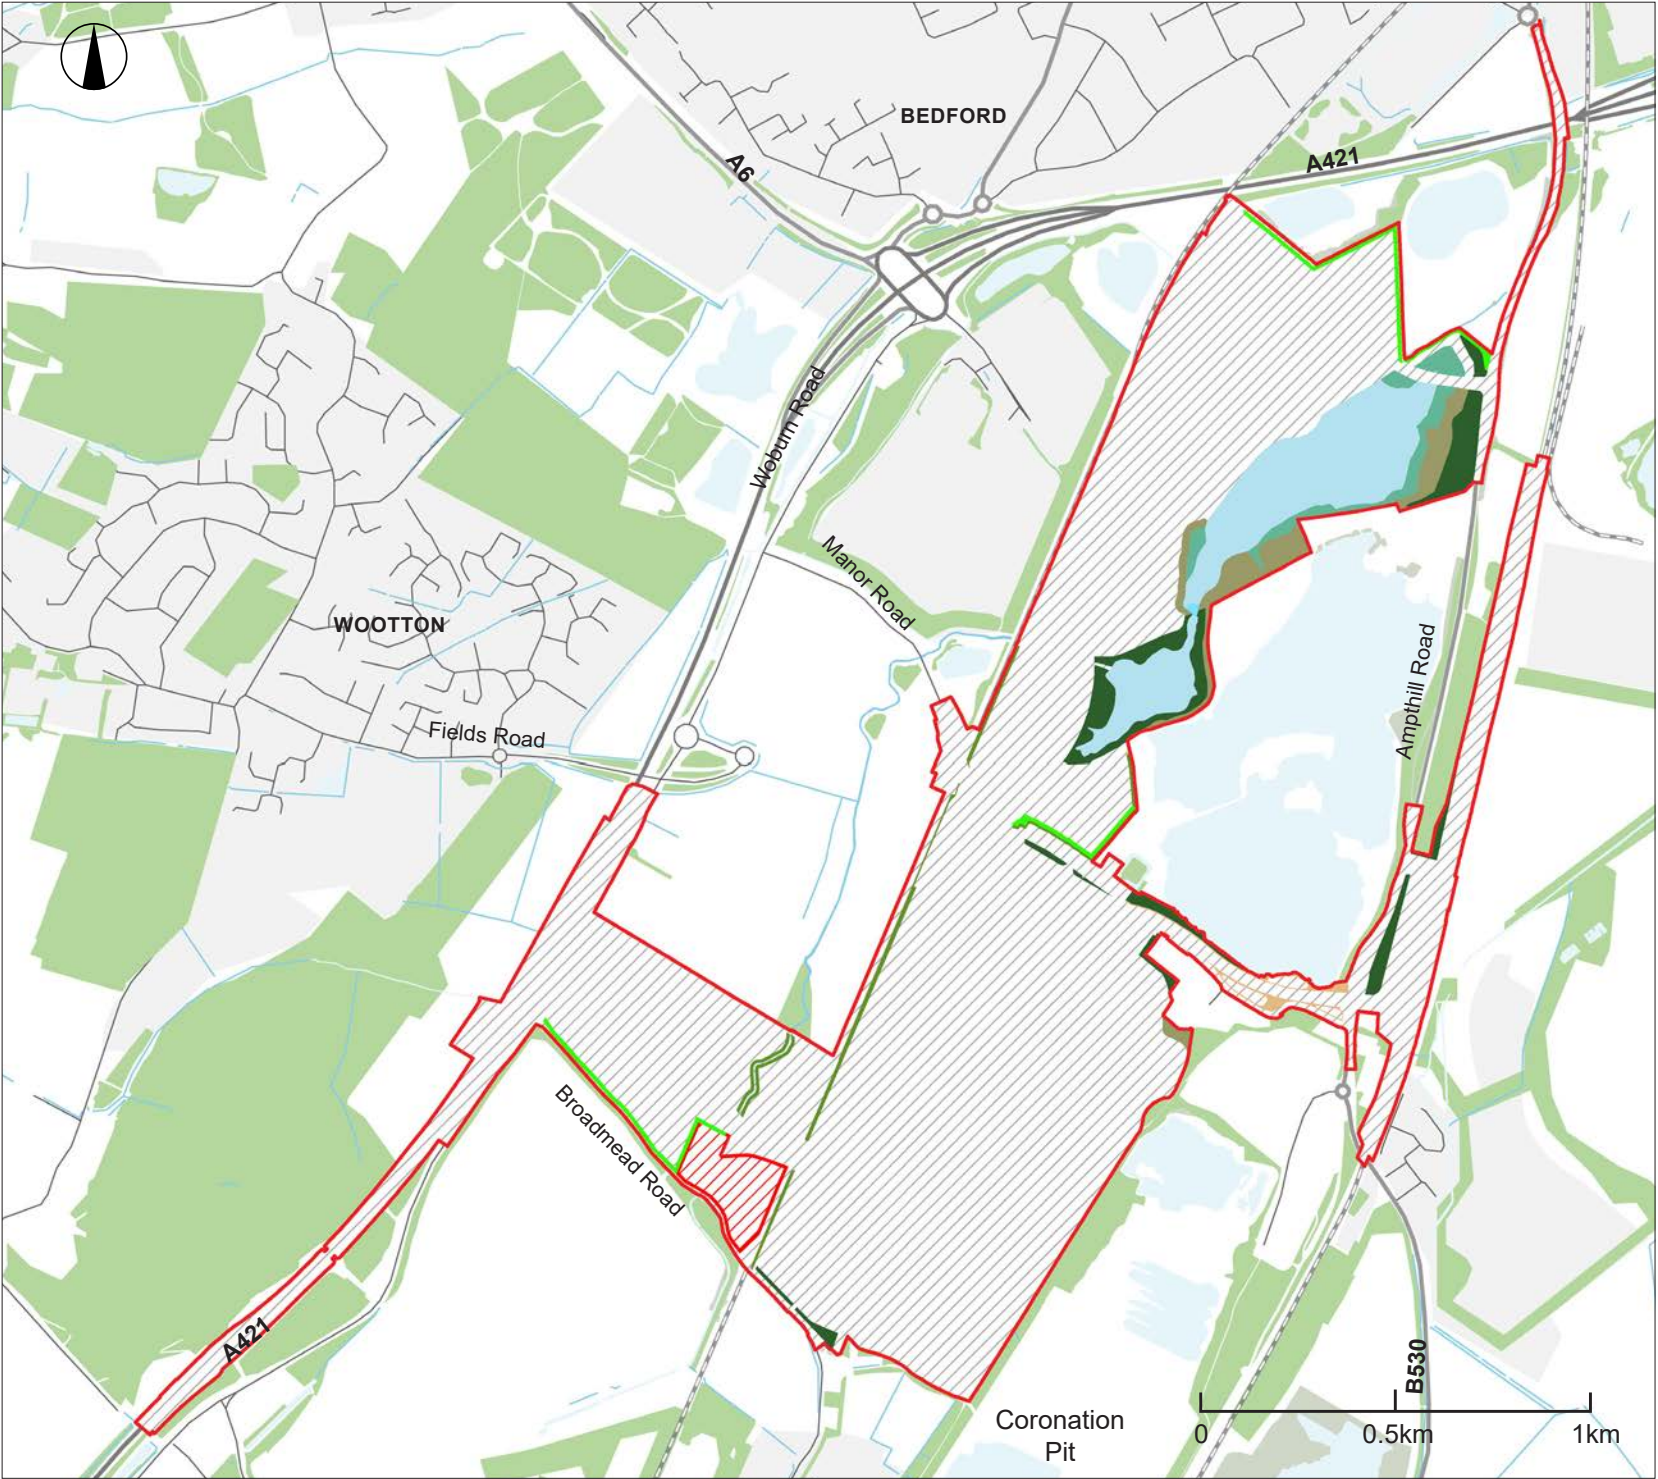 BEDFORD
A6
A421
Woburn Road
Manor Road
WOOTTON
Fields Road
Ampthill Road
Broadmead Road
A421
B530
Coronation
Pit
0
0.5km
1km